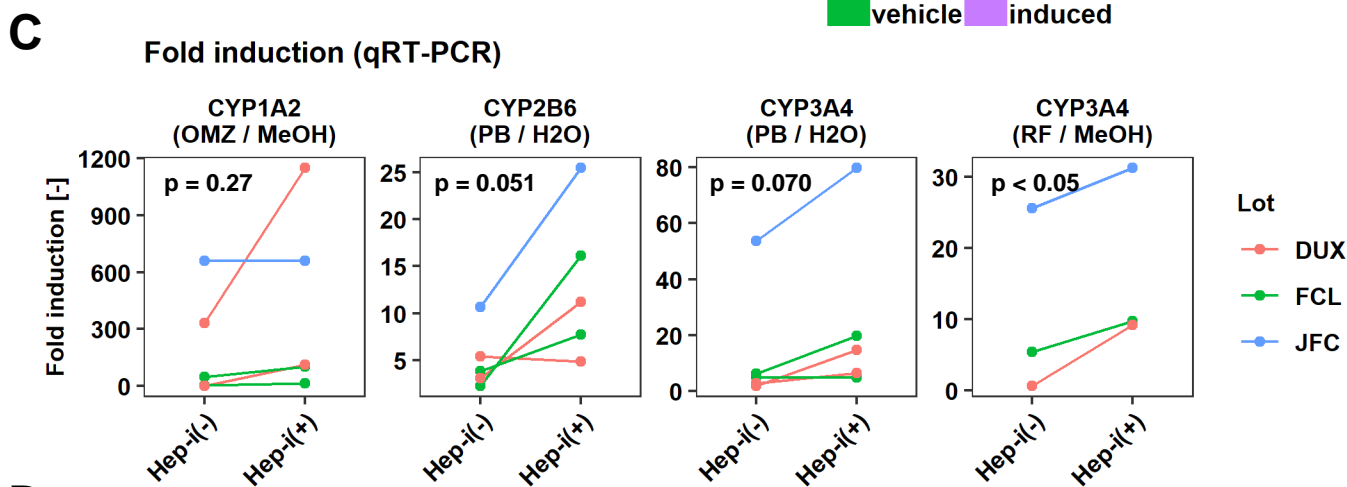 C
vehicle induced
Fold induction (qRT-PCR)
CYP1A2
(OMZ / MeOH)
CYP2B6
(PB / H2O)
CYP3A4
(PB / H2O)
CYP3A4
(RF / MeOH)
Fold induction [-]
1200
900
600
300
0
p = 0.27
Hep-i(-)
Hep-i(+)
25
20
15
10
5
p = 0.051
Hep-i(-)
Hep-i(+)
80
60
40
20
0
p = 0.070
Hep-i(-)
Hep-i(+)
30
20
10
0
p < 0.05
Hep-i(-)
Hep-i(+)
Lot
DUX
FCL
JFC